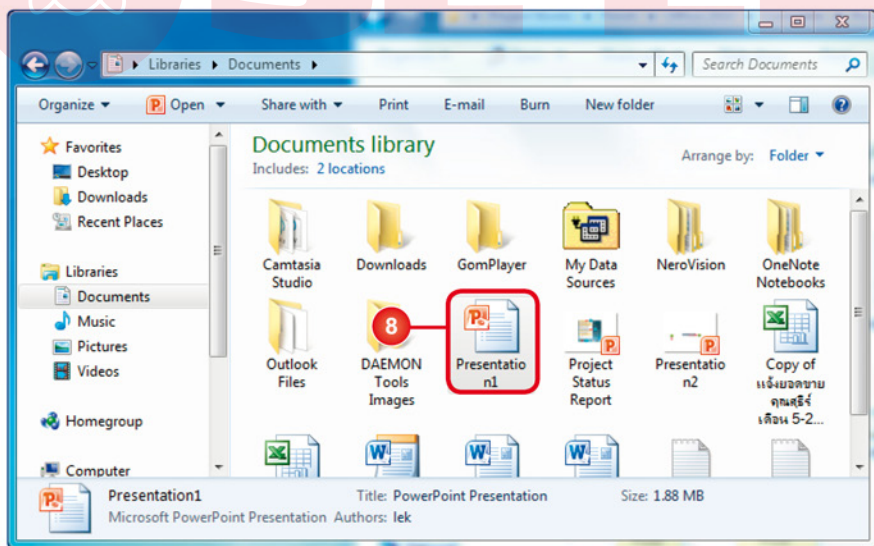 Libraries ▸ Documents ▸
Search Documents
Organize
Open
Share with
Print
E-mail
Burn
New folder
Favorites
Desktop
Downloads
Recent Places
Libraries
Documents
Music
Pictures
Videos
Homegroup
Computer
Documents library
Includes: 2 locations
Arrange by: Folder
Camtasia
Studio
Downloads
GomPlayer
My Data
Sources
NeroVision
OneNote
Notebooks
Outlook
Files
8
DAEMON
Tools
Images
Presentatio
n1
Project
Status
Report
Presentatio
n2
Copy of
แจ้งยอดขาย
คุณสุธีร์
เดือน 5-2...
Presentation1
Title: PowerPoint Presentation
Size: 1.88 MB
Microsoft PowerPoint Presentation
Authors: lek